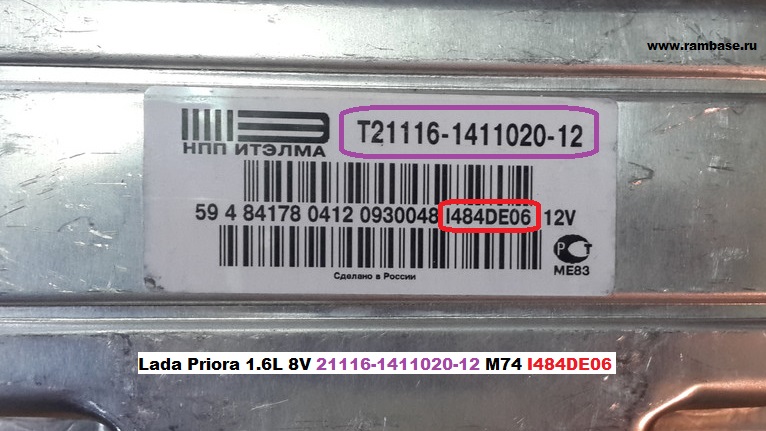 www.rambase.ru
НПП ИТЭЛМА
T21116-1411020-12
59 4 84178 0412 0930048 I484DE06 12V
РСТ
ME83
Сделано в России
Lada Priora 1.6L 8V 21116-1411020-12 M74 I484DE06